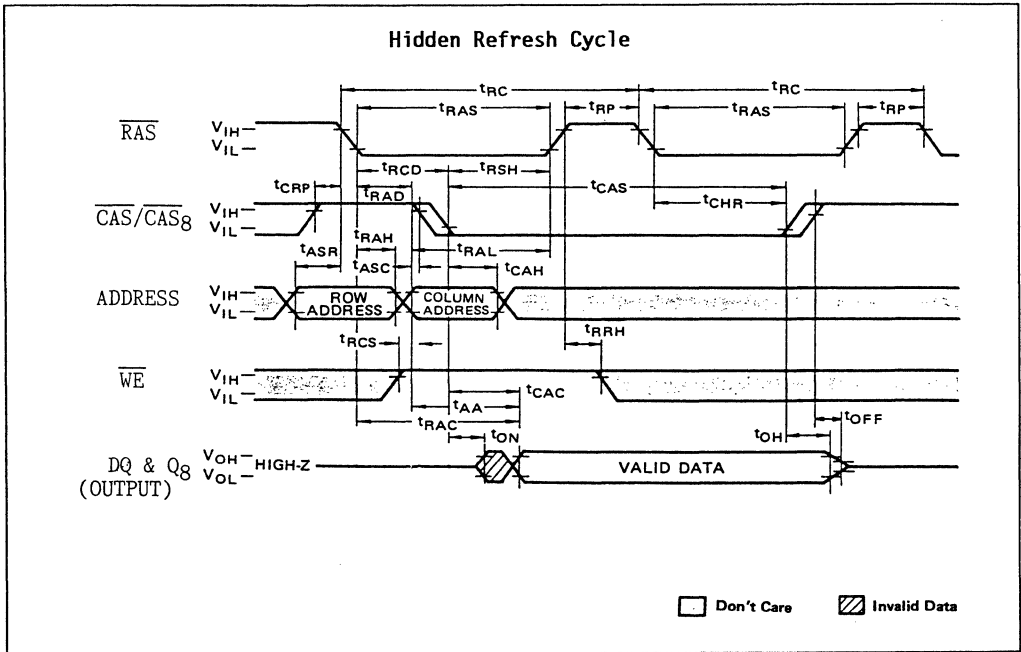 Hidden Refresh Cycle
tRC tRC
tRAS tRP tRAS tRP
RAS VIH
VIL
tRCD tRSH
tCRP tRAD tCAS
tCHR
CAS/CAS8 VIH
VIL
tRAH tRAL
tASR tASC tCAH
ADDRESS VIH
VIL
ROW ADDRESS
COLUMN ADDRESS
tRCS tRRH
WE VIH
VIL
tCAC
tAA
tRAC
tON tOH tOFF
DQ & Q8
(OUTPUT)
VOH
VOL
HIGH-Z
VALID DATA
Don't Care Invalid Data